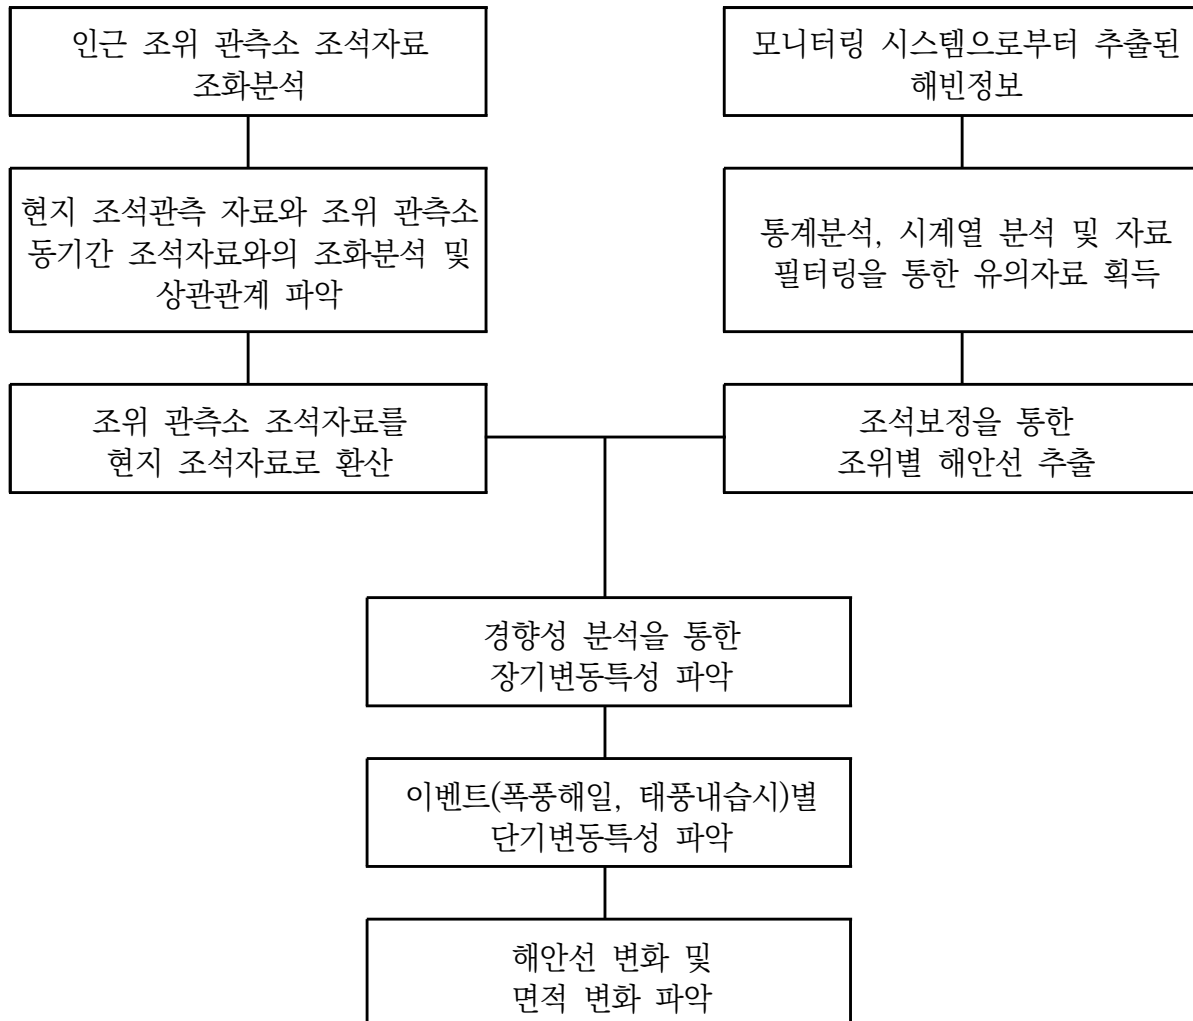 인근 조위 관측소 조석자료
조화분석
현지 조석관측 자료와 조위 관측소
동기간 조석자료와의 조화분석 및
상관관계 파악
조위 관측소 조석자료를
현지 조석자료로 환산
모니터링 시스템으로부터 추출된
해빈정보
통계분석, 시계열 분석 및 자료
필터링을 통한 유의자료 획득
조석보정을 통한
조위별 해안선 추출
경향성 분석을 통한
장기변동특성 파악
이벤트(폭풍해일, 태풍내습시)별
단기변동특성 파악
해안선 변화 및
면적 변화 파악